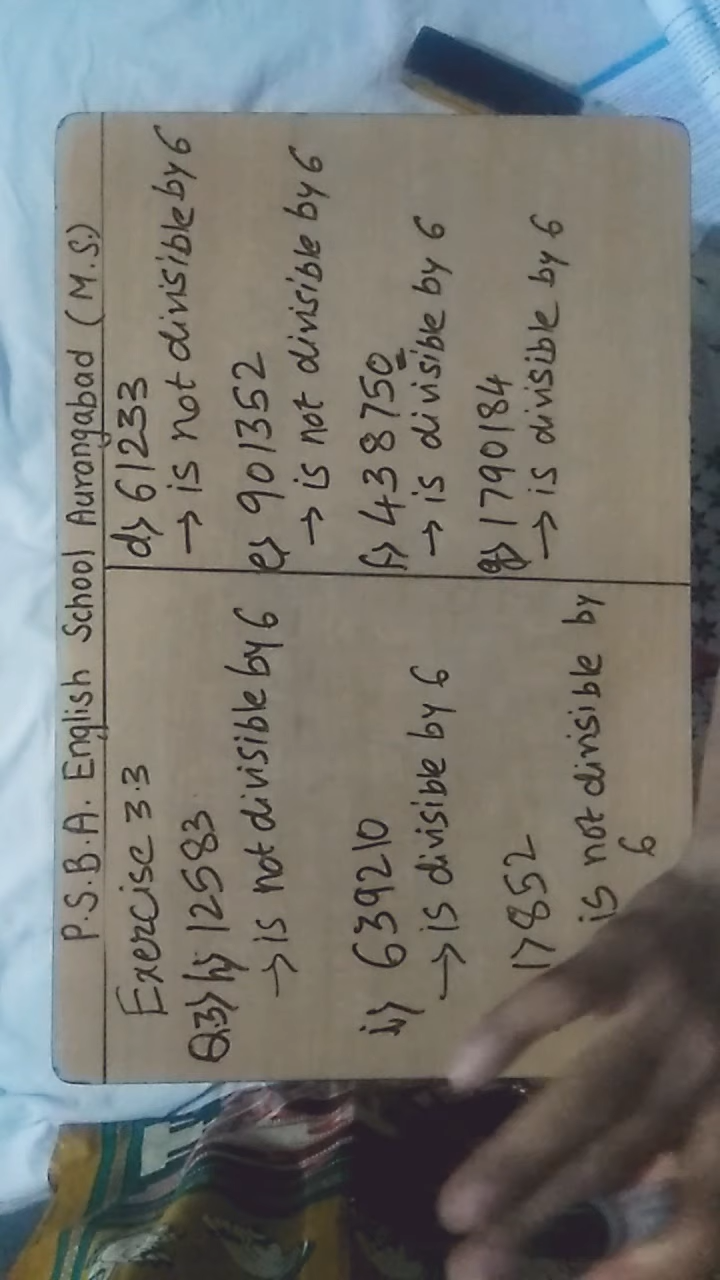 P.S.B.A. English School Aurangabad (M.S.)
Exercise 3.3
Q.3) h) 12583
→ is not divisible by 6
i) 639210
→ is divisible by 6
17852
is not divisible by
6
d) 61233
→ is not divisible by 6
e) 901352
→ is not divisible by 6
f) 438750
→ is divisible by 6
g) 1790184
→ is divisible by 6